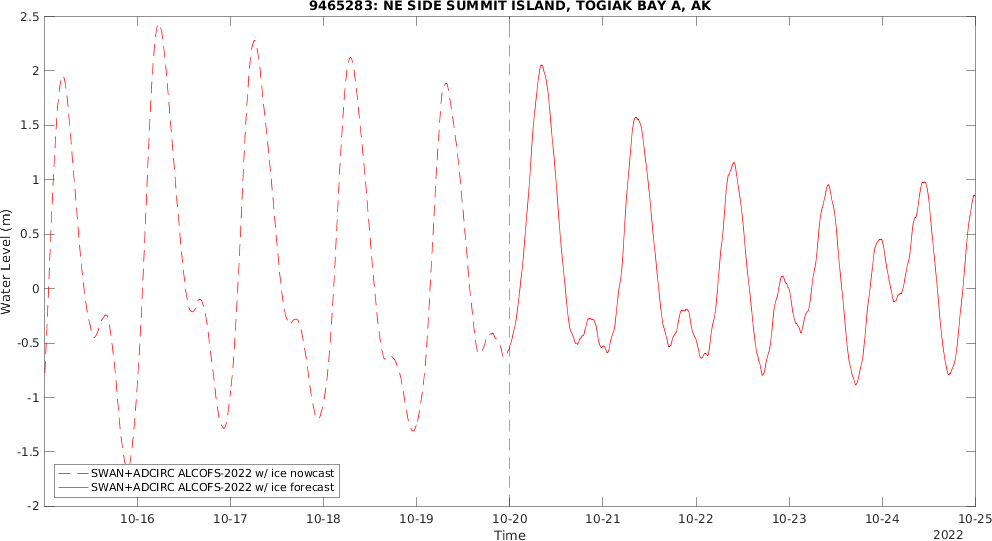 9465283: NE SIDE SUMMIT ISLAND, TOGIAK BAY A, AK
2.5
2
1.5
1
0.5
0
-0.5
-1
-1.5
-2
Water Level (m)
SWAN+ADCIRC ALCOFS-2022 w/ ice nowcast
SWAN+ADCIRC ALCOFS-2022 w/ ice forecast
10-16 10-17 10-18 10-19 10-20 10-21 10-22 10-23 10-24 10-25
Time
2022